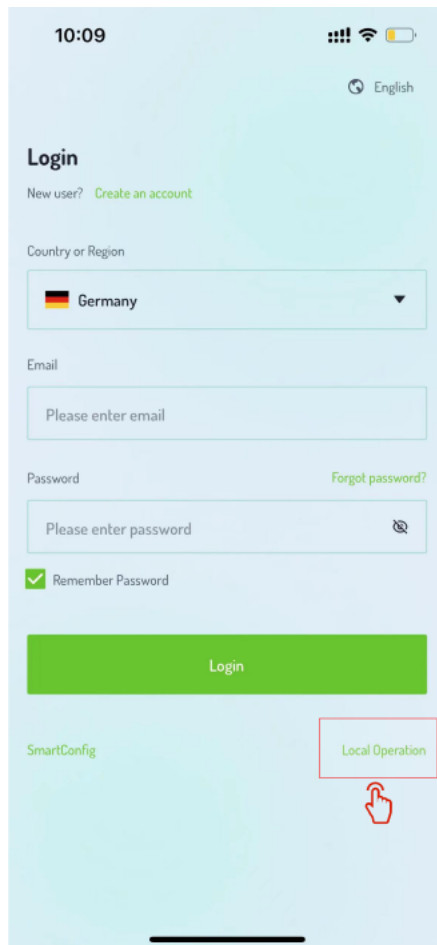 10:09
English
Login
New user? Create an account
Country or Region
Germany
Email
Please enter email
Password Forgot password?
Please enter password
Remember Password
Login
SmartConfig Local Operation